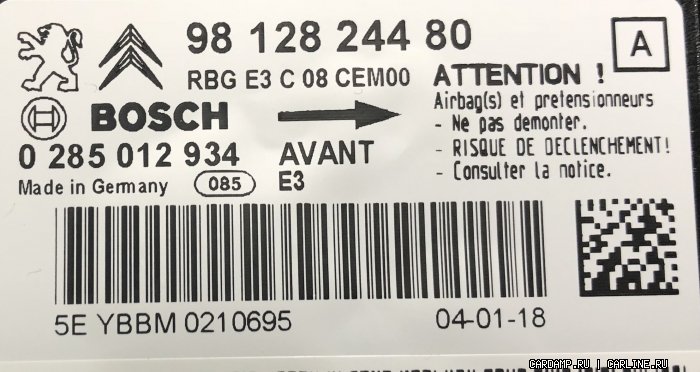 98 128 244 80
A
RBG E3 C 08 CEM00
ATTENTION !
BOSCH
Airbag(s) et pretensionneurs
- Ne pas demonter.
- RISQUE DE DECLENCHEMENT!
- Consulter la notice.
0 285 012 934
AVANT
Made in Germany
085
E3
5E YBBM 0210695
04-01-18
CARDAMP.RU | CARLINE.RU